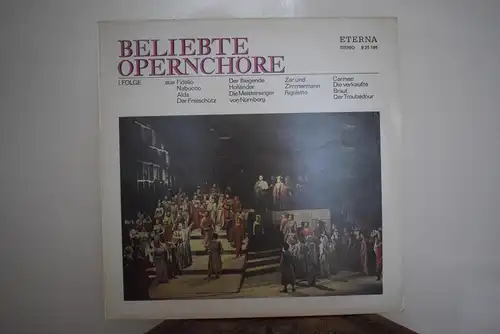 BELIEBTE
OPERNCHÖRE
ETERNA
STEREO 8 25 195
1. FOLGE aus Fidelio
Nabucco
Aida
Der Freischütz
Der fliegende
Holländer
Die Meistersinger
von Nürnberg
Zar und
Zimmermann
Rigoletto
Carmen
Die verkaufte
Braut
Der Troubadour